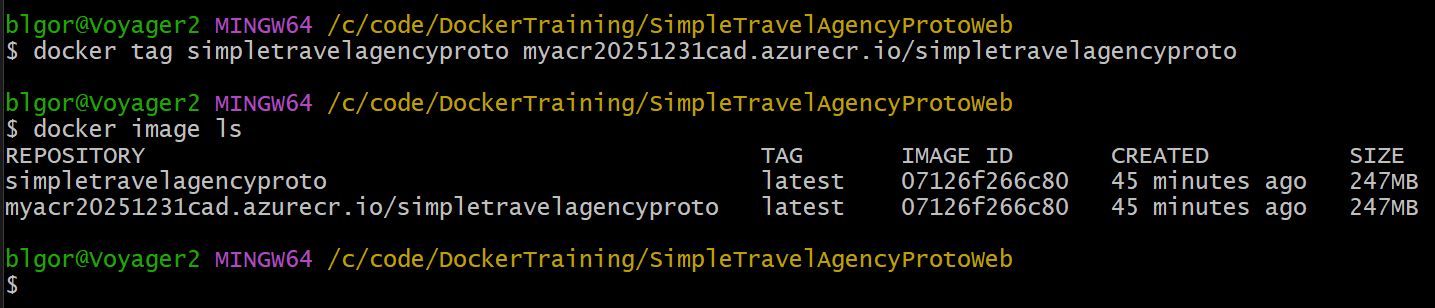 blgor@Voyager2 MINGW64 /c/code/DockerTraining/SimpleTravelAgencyProtoWeb
$ docker tag simpletravelagencyproto myacr20251231cad.azurecr.io/simpletravelagencyproto
blgor@Voyager2 MINGW64 /c/code/DockerTraining/SimpleTravelAgencyProtoWeb
$ docker image ls
REPOSITORY TAG IMAGE ID CREATED SIZE
simpletravelagencyproto latest 07126f266c80 45 minutes ago 247MB
myacr20251231cad.azurecr.io/simpletravelagencyproto latest 07126f266c80 45 minutes ago 247MB
blgor@Voyager2 MINGW64 /c/code/DockerTraining/SimpleTravelAgencyProtoWeb
$